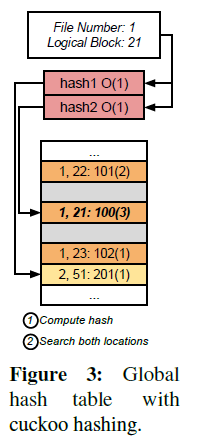 File Number: 1
Logical Block: 21
hash1 O(1)
hash2 O(1)
...
1, 22: 101(2)
1, 21: 100(3)
1, 23: 102(1)
2, 51: 201(1)
...
1 Compute hash
2 Search both locations
Figure 3: Global
hash table with
cuckoo hashing.